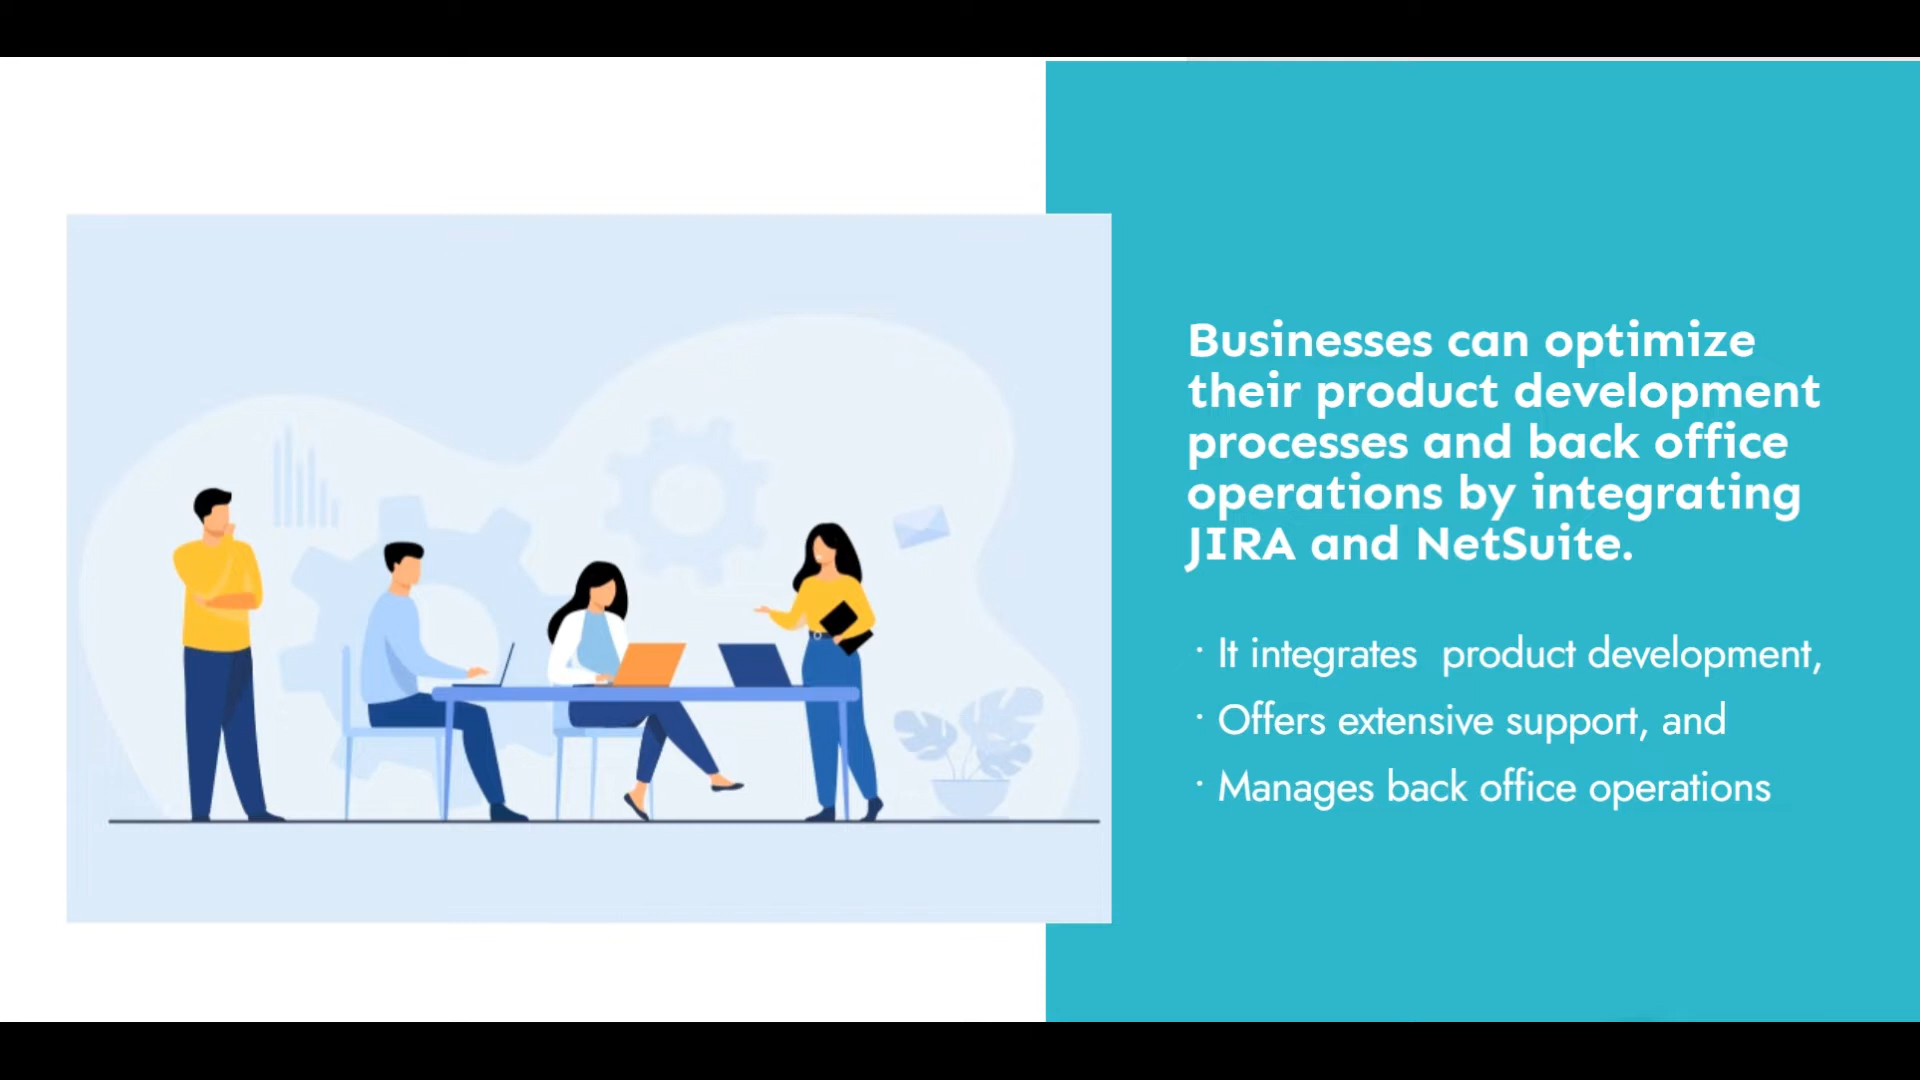 Businesses can optimize
their product development
processes and back office
operations by integrating
JIRA and NetSuite.
· It integrates  product development,
· Offers extensive support, and
· Manages back office operations